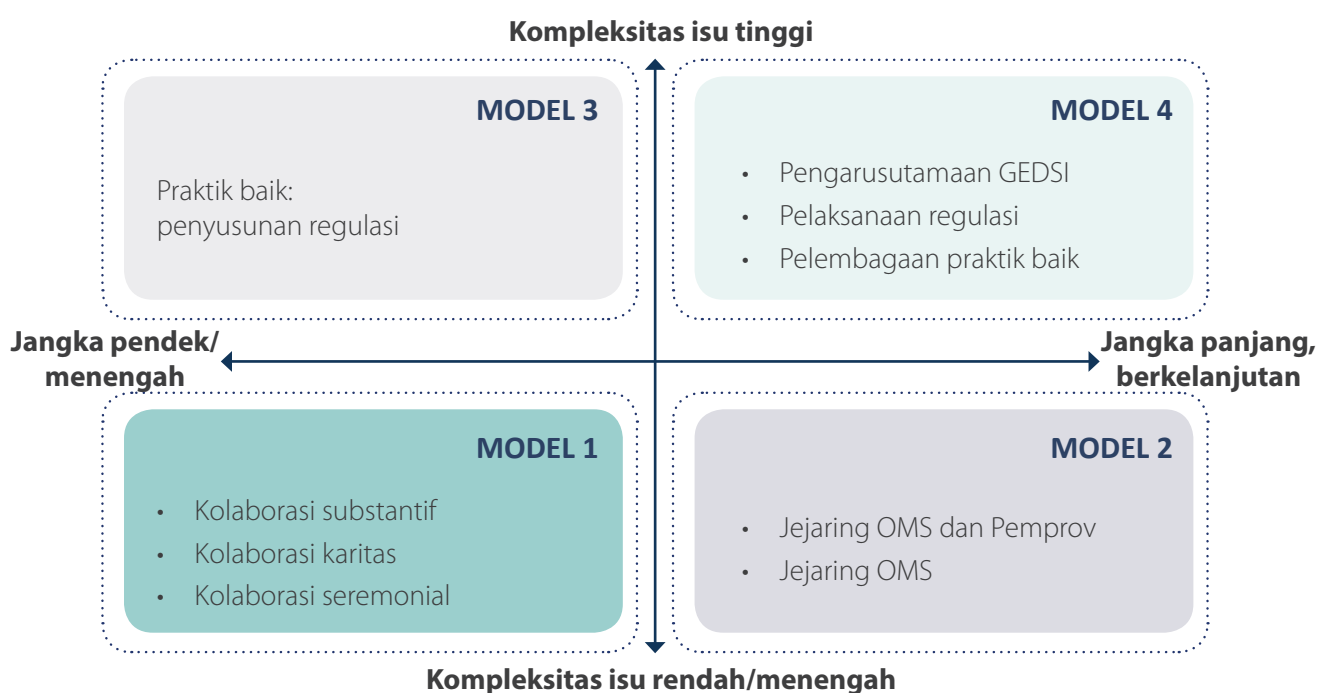 Kompleksitas isu tinggi
MODEL 3
Praktik baik:
penyusunan regulasi
MODEL 4
• Pengarusutamaan GEDSI
• Pelaksanaan regulasi
• Pelembagaan praktik baik
Jangka pendek/
menengah
Jangka panjang,
berkelanjutan
MODEL 1
• Kolaborasi substantif
• Kolaborasi karitas
• Kolaborasi seremonial
MODEL 2
• Jejaring OMS dan Pemprov
• Jejaring OMS
Kompleksitas isu rendah/menengah